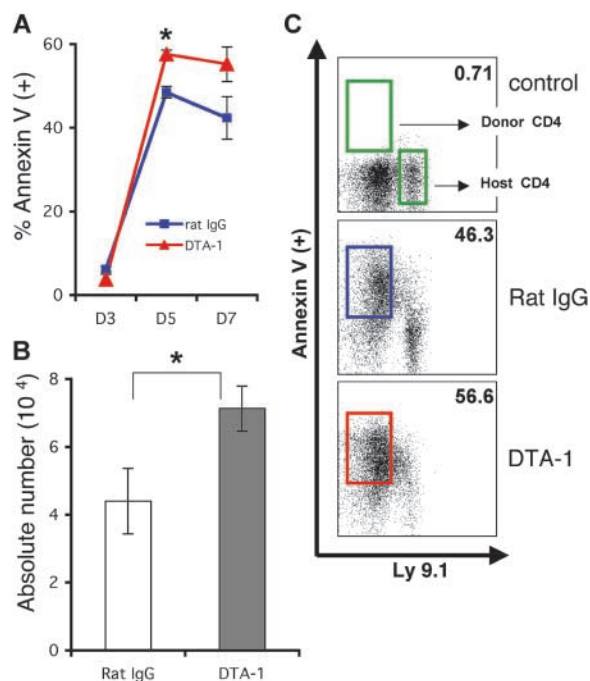 A
% Annexin V (+)
60
40
20
0
*
rat IgG
DTA-1
D3 D5 D7
B
Absolute number (10 4)
8
6
4
2
0
*
Rat IgG DTA-1
C
Annexin V (+)
0.71
control
Donor CD4
Host CD4
46.3
Rat IgG
56.6
DTA-1
Ly 9.1